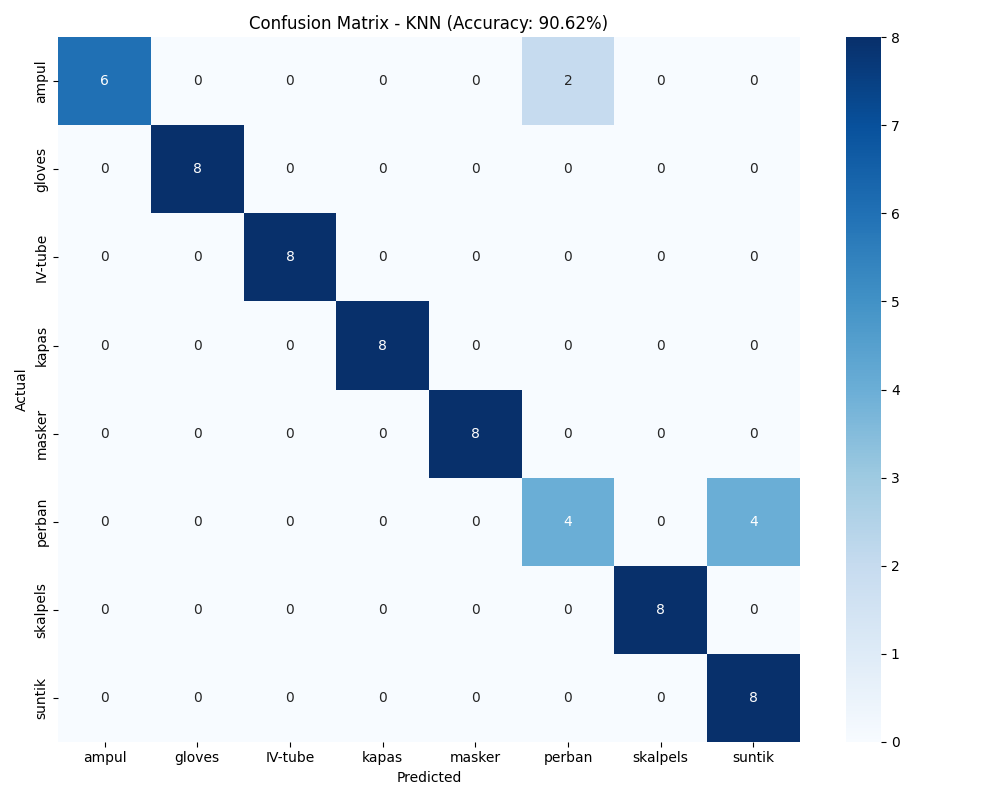 Confusion Matrix - KNN (Accuracy: 90.62%)
ampul 6 0 0 0 0 2 0 0
gloves 0 8 0 0 0 0 0 0
IV-tube 0 0 8 0 0 0 0 0
kapas 0 0 0 8 0 0 0 0
masker 0 0 0 0 8 0 0 0
perban 0 0 0 0 0 4 0 4
skalpels 0 0 0 0 0 0 8 0
suntik 0 0 0 0 0 0 0 8
Actual
ampul gloves IV-tube kapas masker perban skalpels suntik
Predicted
8
7
6
5
4
3
2
1
0